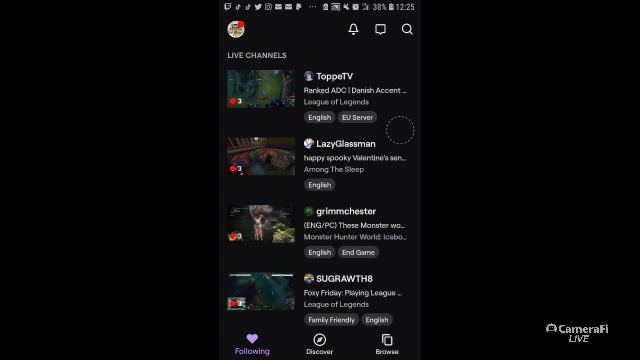 38% 12:25
LIVE CHANNELS
ToppeTV
Ranked ADC | Danish Accent ...
League of Legends
English EU Server
3
LazyGlassman
happy spooky Valentine's sen...
Among The Sleep
English
3
grimmchester
(ENG/PC) These Monster wo...
Monster Hunter World: Icebo...
English End Game
3
SUGRAWTH8
Foxy Friday: Playing League ...
League of Legends
Family Friendly English
3
Following Discover Browse
CameraFi
LIVE